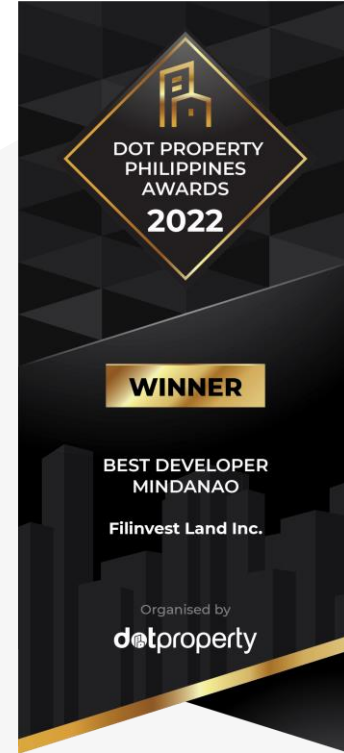 DOT PROPERTY
PHILIPPINES
AWARDS
2022
WINNER
BEST DEVELOPER
MINDANAO
Filinvest Land Inc.
Organised by
dotproperty